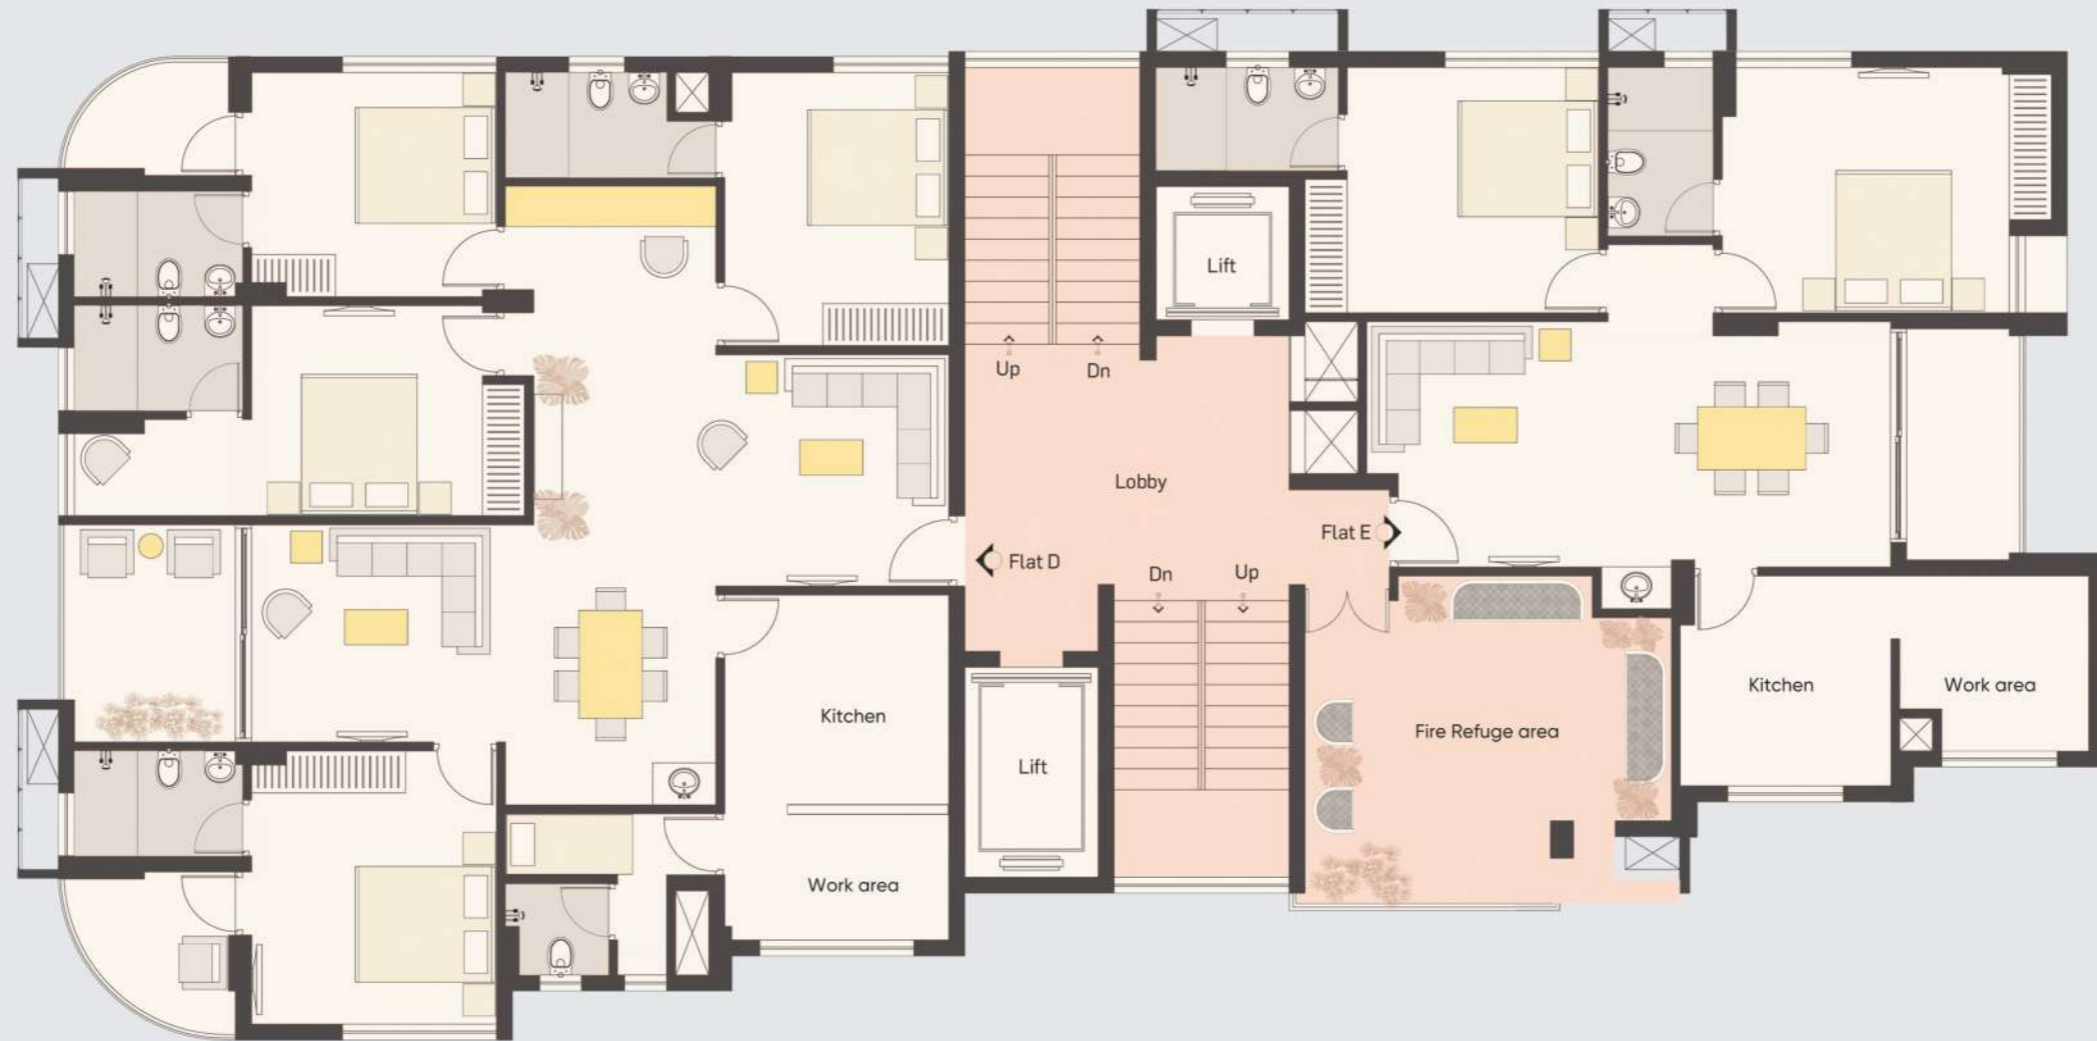 Lift
Up
Dn
Lobby
Flat E
Flat D
Dn
Up
Kitchen
Work area
Kitchen
Fire Refuge area
Lift
Work area